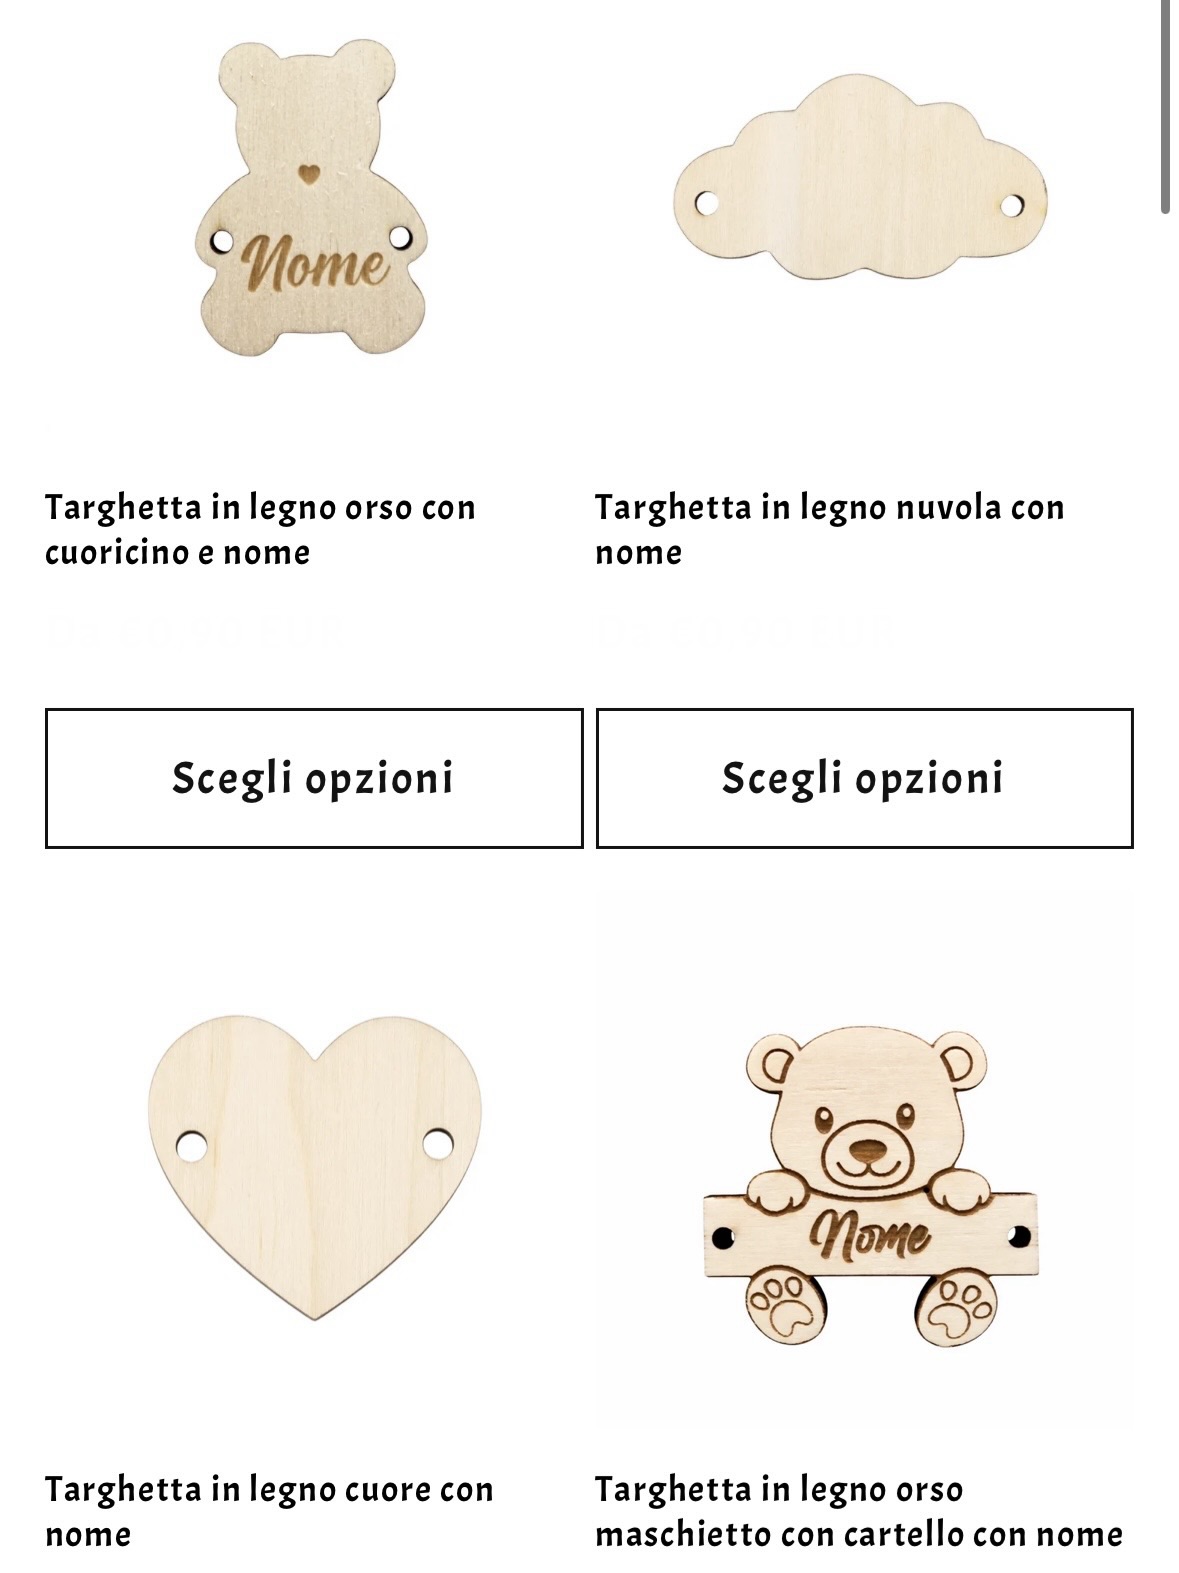 Nome
Targhetta in legno orso con
cuoricino e nome
Targhetta in legno nuvola con
nome
Scegli opzioni
Scegli opzioni
Nome
Targhetta in legno cuore con
nome
Targhetta in legno orso
maschietto con cartello con nome